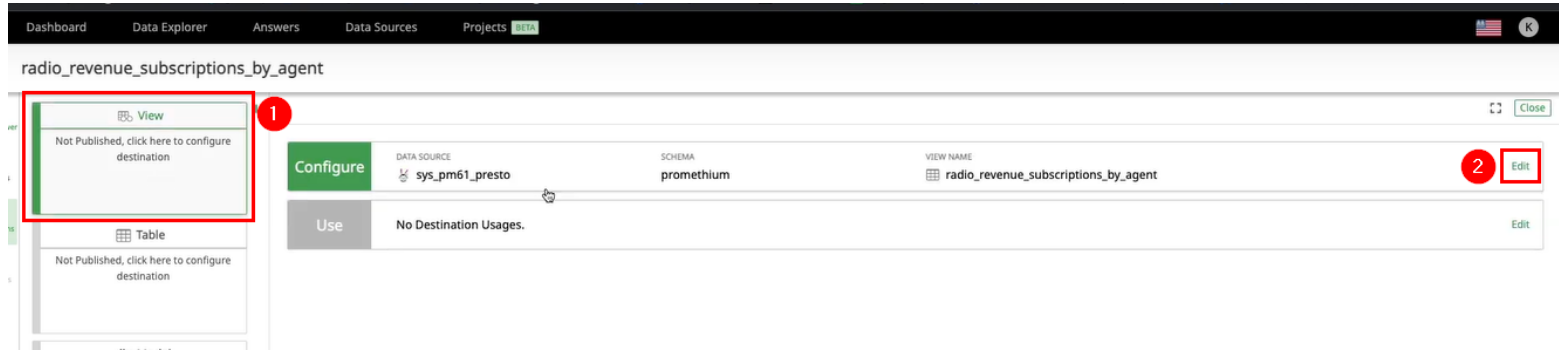 Dashboard Data Explorer Answers Data Sources Projects BETA K
radio_revenue_subscriptions_by_agent
View
1
Close
Not Published, click here to configure
destination
Configure
DATA SOURCE
sys_pm61_presto
SCHEMA
promethium
VIEW NAME
radio_revenue_subscriptions_by_agent
2
Edit
Use
No Destination Usages.
Edit
Table
Not Published, click here to configure
destination